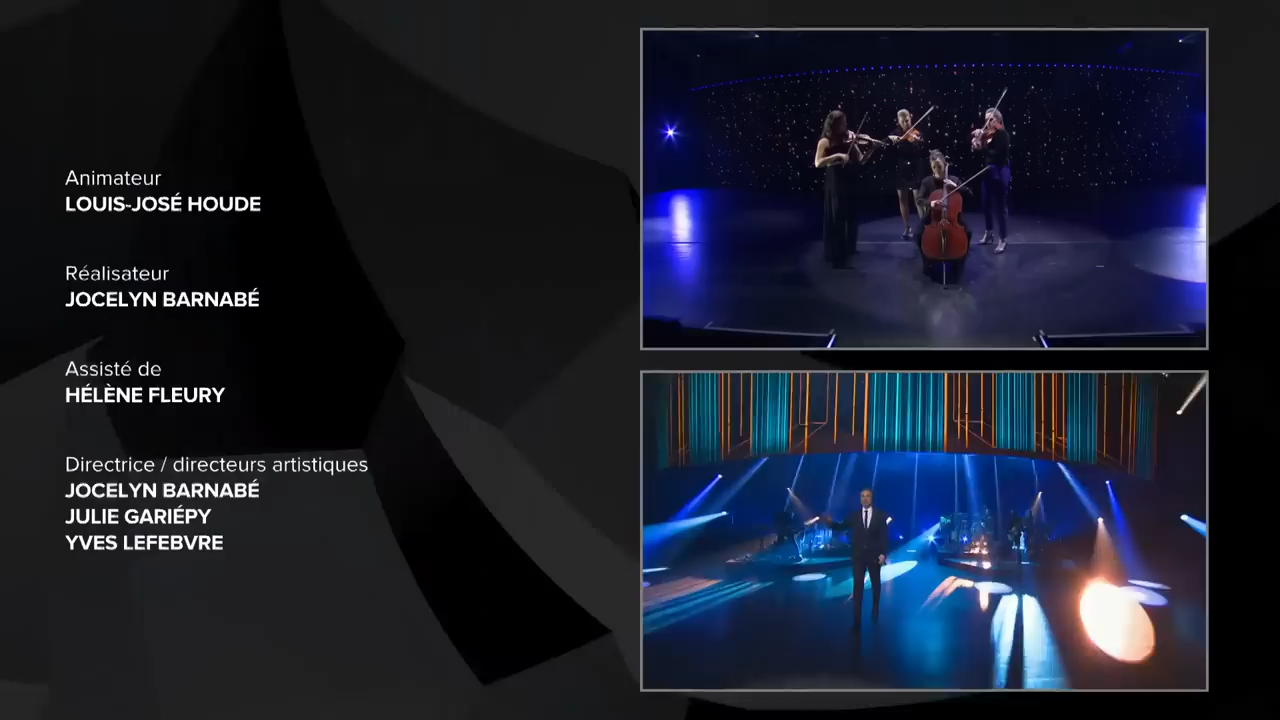 Animateur
LOUIS-JOSÉ HOUDE
Réalisateur
JOCELYN BARNABÉ
Assisté de
HÉLÈNE FLEURY
Directrice / directeurs artistiques
JOCELYN BARNABÉ
JULIE GARIÉPY
YVES LEFEBVRE